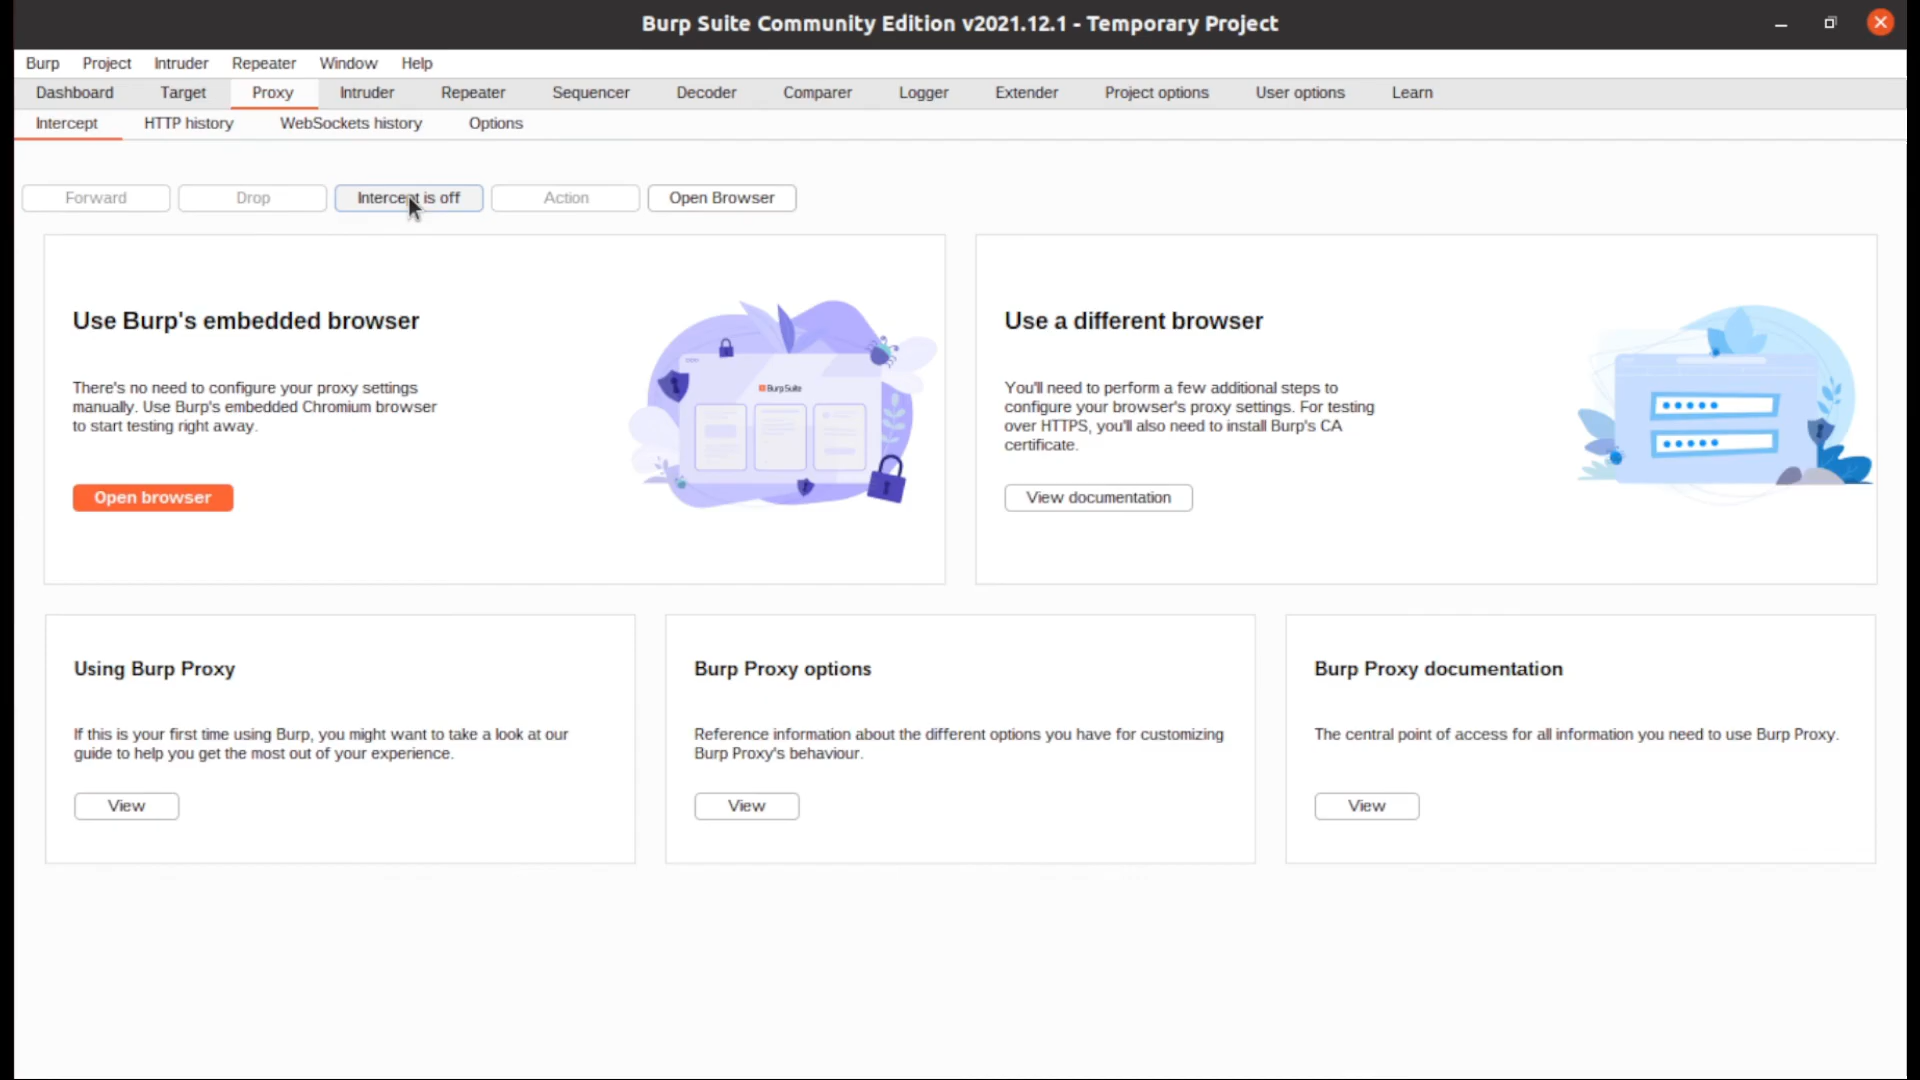 Burp Suite Community Edition v2021.12.1 - Temporary Project
Burp Project Intruder Repeater Window Help
Dashboard Target Proxy Intruder Repeater Sequencer Decoder Comparer Logger Extender Project options User options Learn
Intercept HTTP history WebSockets history Options
Forward Drop Intercept is off Action Open Browser
Use Burp's embedded browser
There's no need to configure your proxy settings
manually. Use Burp's embedded Chromium browser
to start testing right away.
Open browser
BurpSuite
Use a different browser
You'll need to perform a few additional steps to
configure your browser's proxy settings. For testing
over HTTPS, you'll also need to install Burp's CA
certificate.
View documentation
Using Burp Proxy
If this is your first time using Burp, you might want to take a look at our
guide to help you get the most out of your experience.
View
Burp Proxy options
Reference information about the different options you have for customizing
Burp Proxy's behaviour.
View
Burp Proxy documentation
The central point of access for all information you need to use Burp Proxy.
View